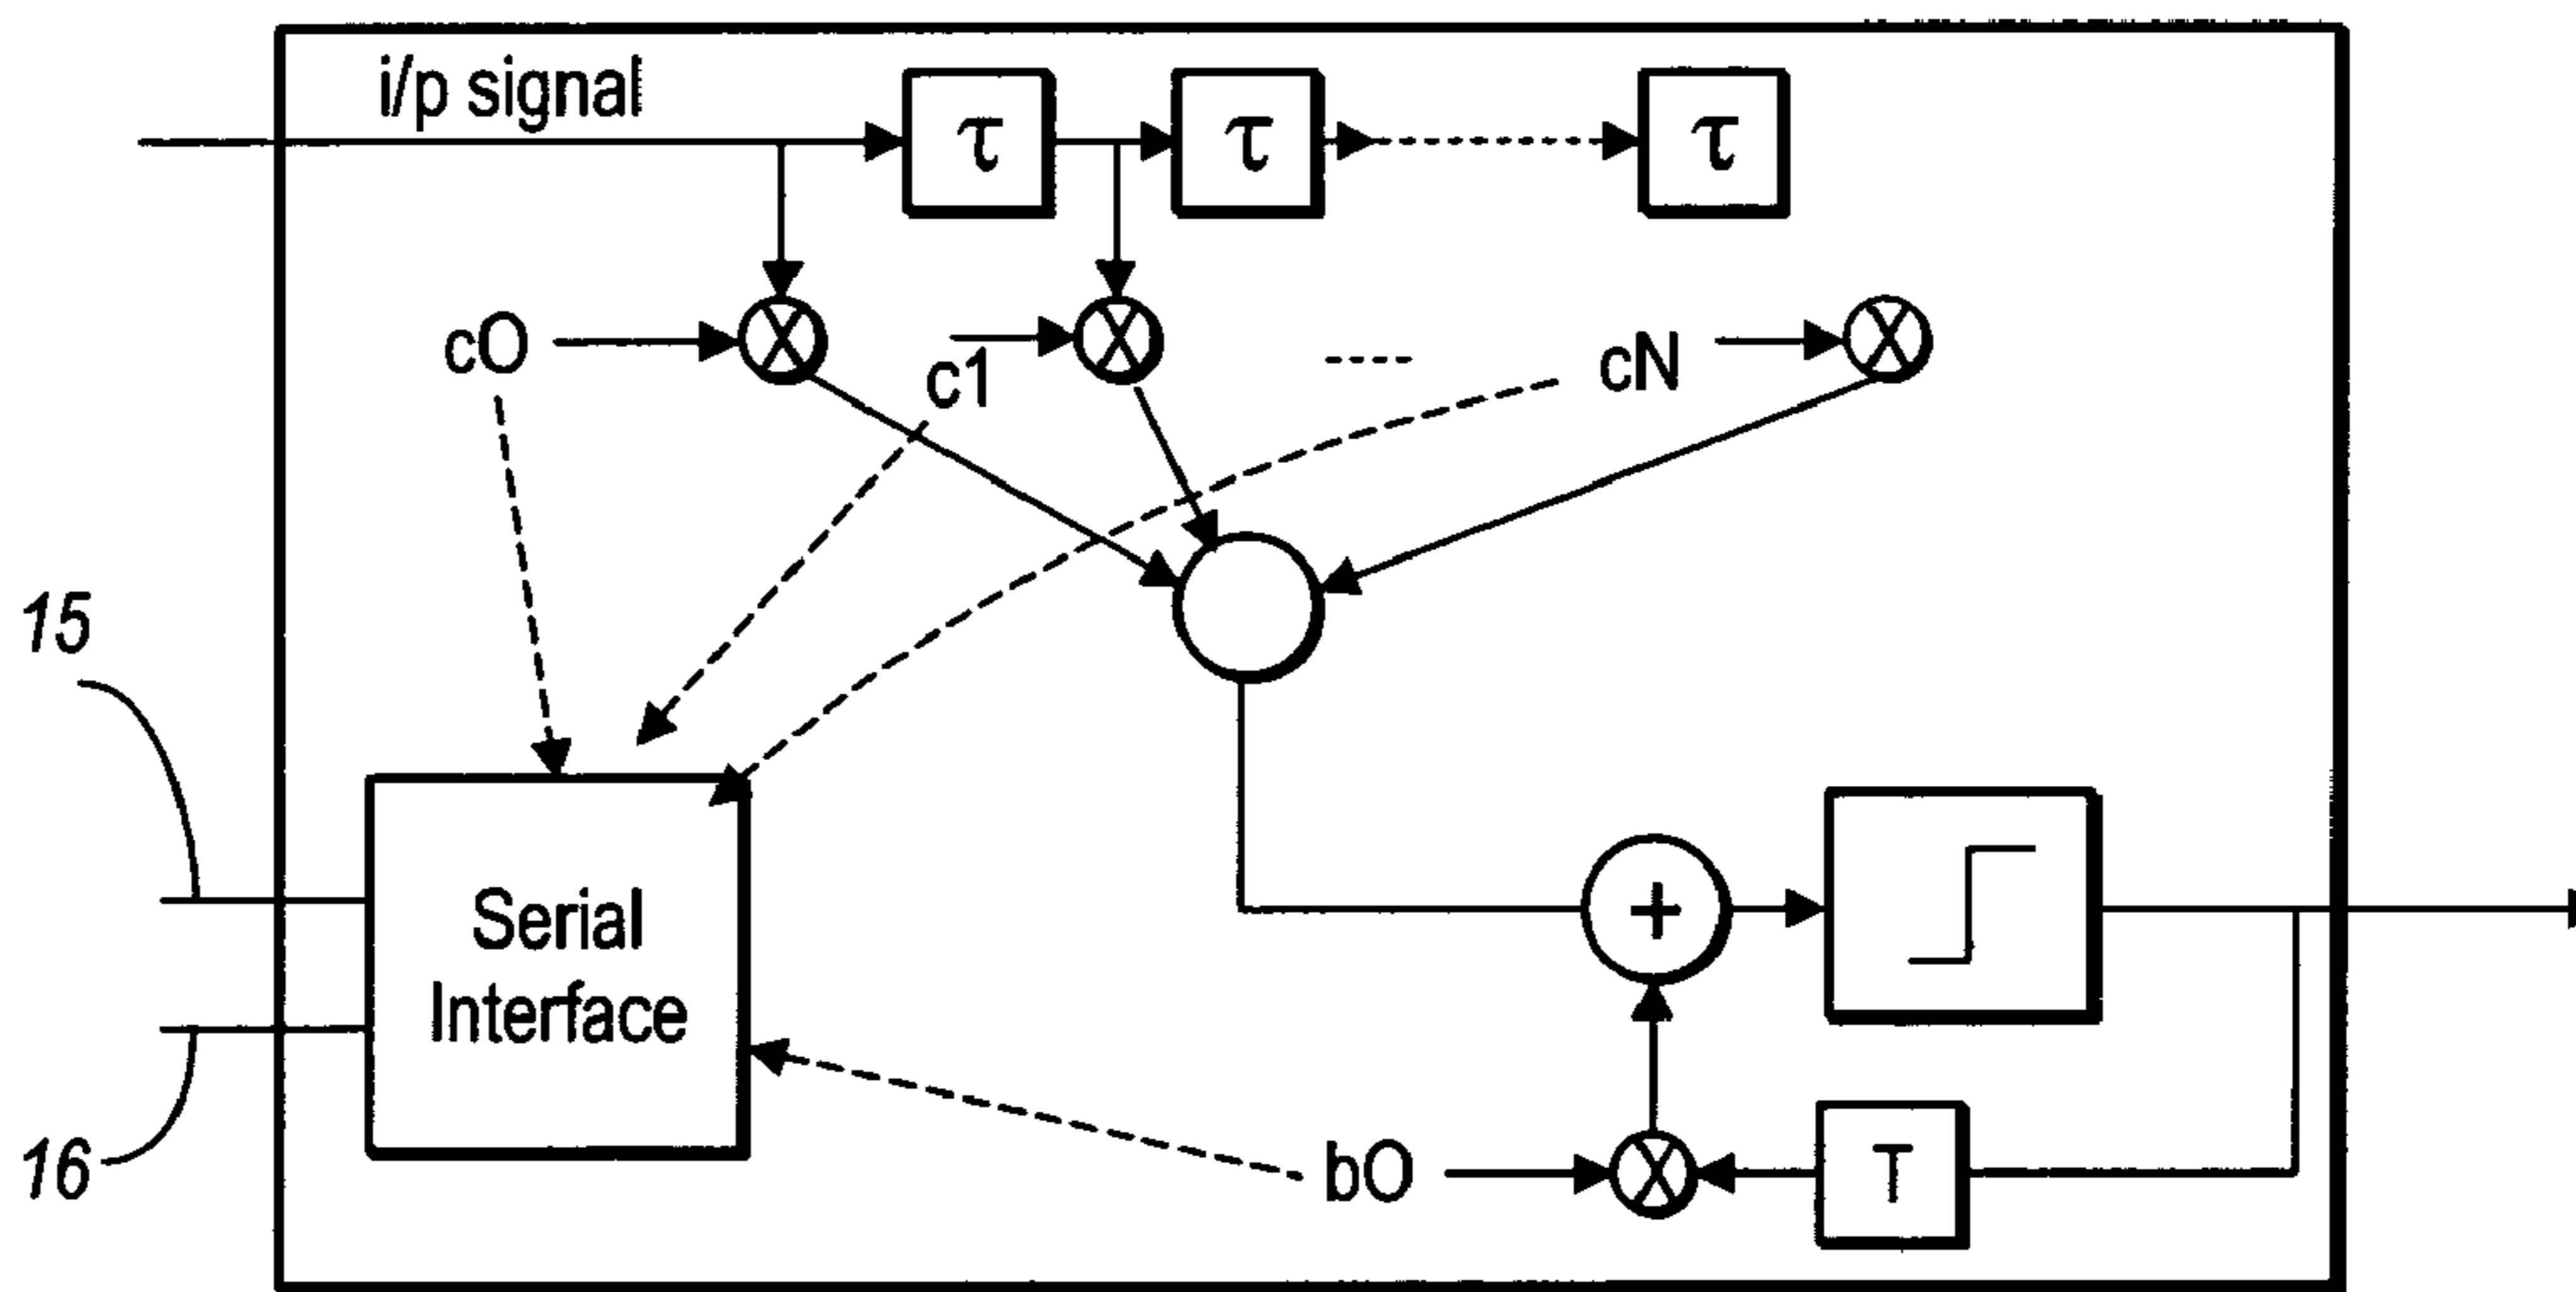 i/p signal
τ τ τ
cO c1 cN
15
Serial
Interface
+
16
bO
T